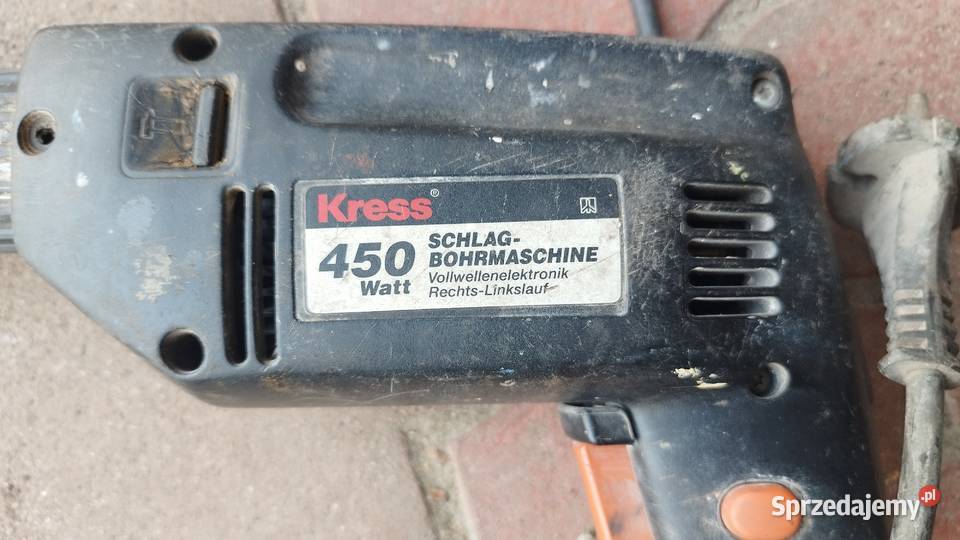 Kress®
450 Watt
SCHLAG-
BOHRMASCHINE
Vollwellenelektronik
Rechts-Linkslauf
Sprzedajemy.pl